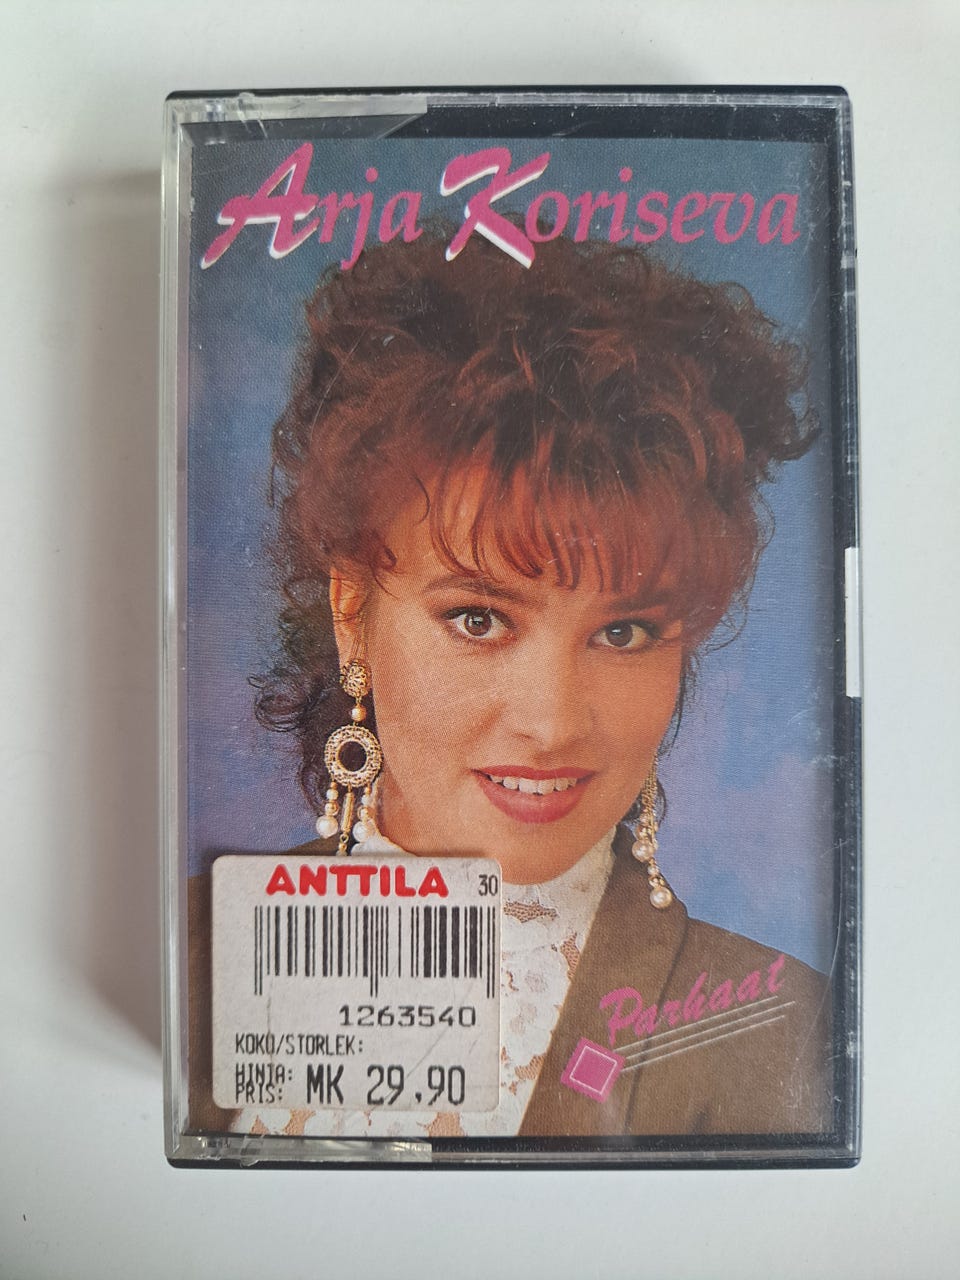 Arja Koriseva
ANTTILA 30
1263540
KOKO/STORLEK:
HINTA:
PRIS: MK 29,90
Parhaat